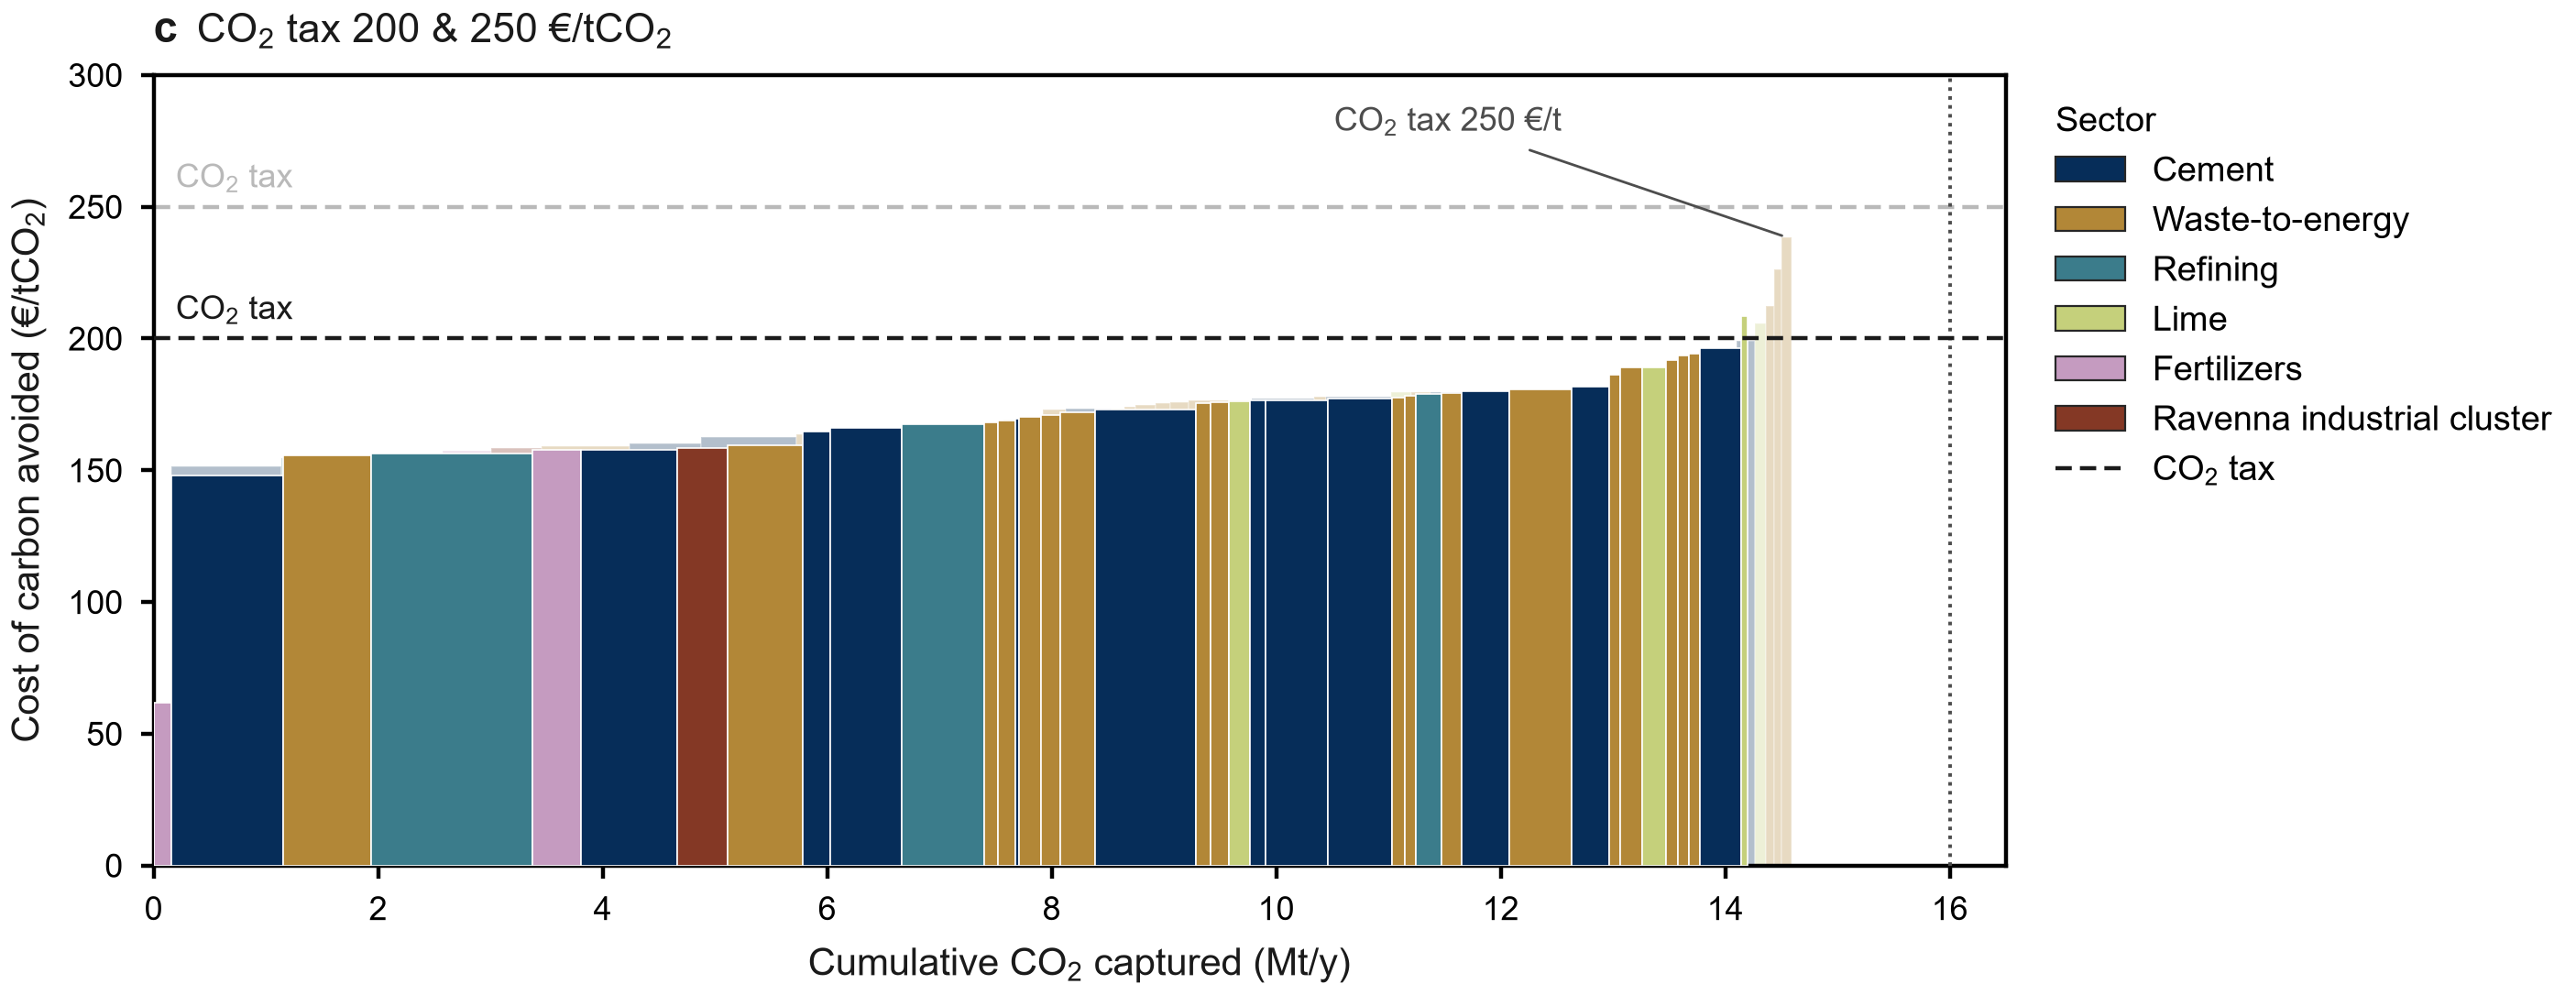 c CO₂ tax 200 & 250 €/tCO₂
Cost of carbon avoided (€/tCO₂)
300
250
200
150
100
50
0
CO₂ tax 250 €/t
CO₂ tax
CO₂ tax
0 2 4 6 8 10 12 14 16
Cumulative CO₂ captured (Mt/y)
Sector
Cement
Waste-to-energy
Refining
Lime
Fertilizers
Ravenna industrial cluster
CO₂ tax